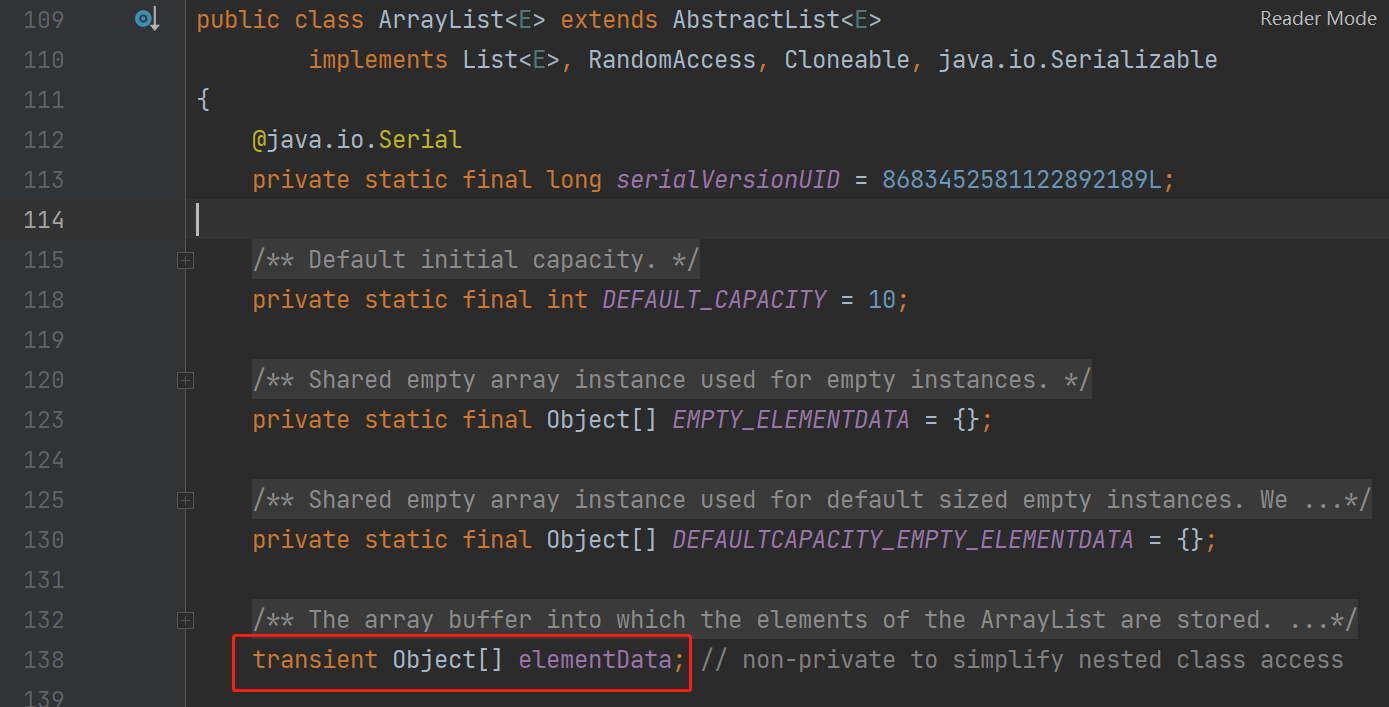 109 public class ArrayList<E> extends AbstractList<E> Reader Mode
110 implements List<E>, RandomAccess, Cloneable, java.io.Serializable
111 {
112 @java.io.Serial
113 private static final long serialVersionUID = 8683452581122892189L;
114
115 /** Default initial capacity. */
118 private static final int DEFAULT_CAPACITY = 10;
119
120 /** Shared empty array instance used for empty instances. */
123 private static final Object[] EMPTY_ELEMENTDATA = {};
124
125 /** Shared empty array instance used for default sized empty instances. We ...*/
130 private static final Object[] DEFAULTCAPACITY_EMPTY_ELEMENTDATA = {};
131
132 /** The array buffer into which the elements of the ArrayList are stored. ...*/
138 transient Object[] elementData; // non-private to simplify nested class access
139